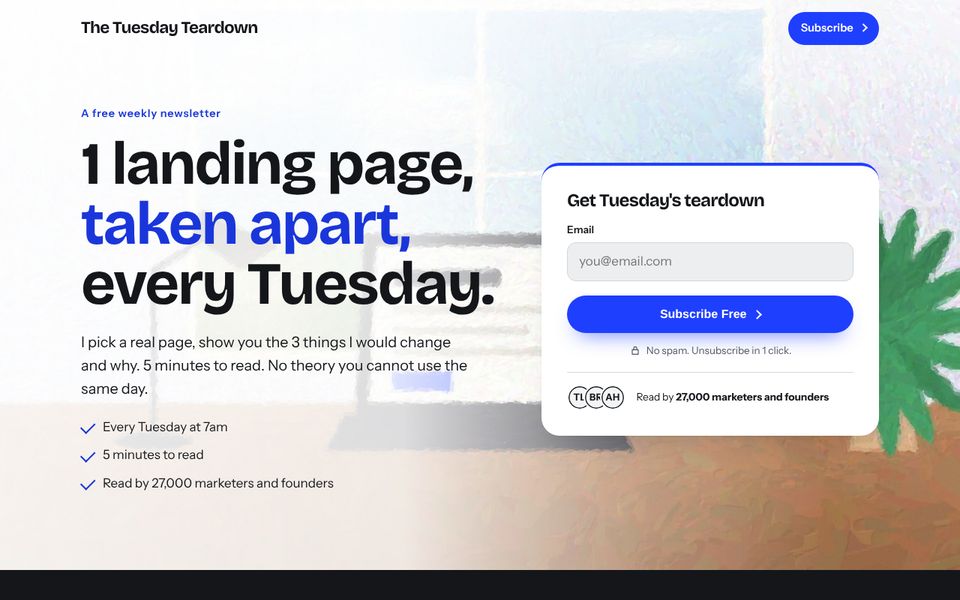 The Tuesday Teardown
Subscribe
A free weekly newsletter
1 landing page,
taken apart,
every Tuesday.
I pick a real page, show you the 3 things I would change
and why. 5 minutes to read. No theory you cannot use the
same day.
Every Tuesday at 7am
5 minutes to read
Read by 27,000 marketers and founders
Get Tuesday's teardown
Email
you@email.com
Subscribe Free
No spam. Unsubscribe in 1 click.
TL BR AH
Read by 27,000 marketers and founders